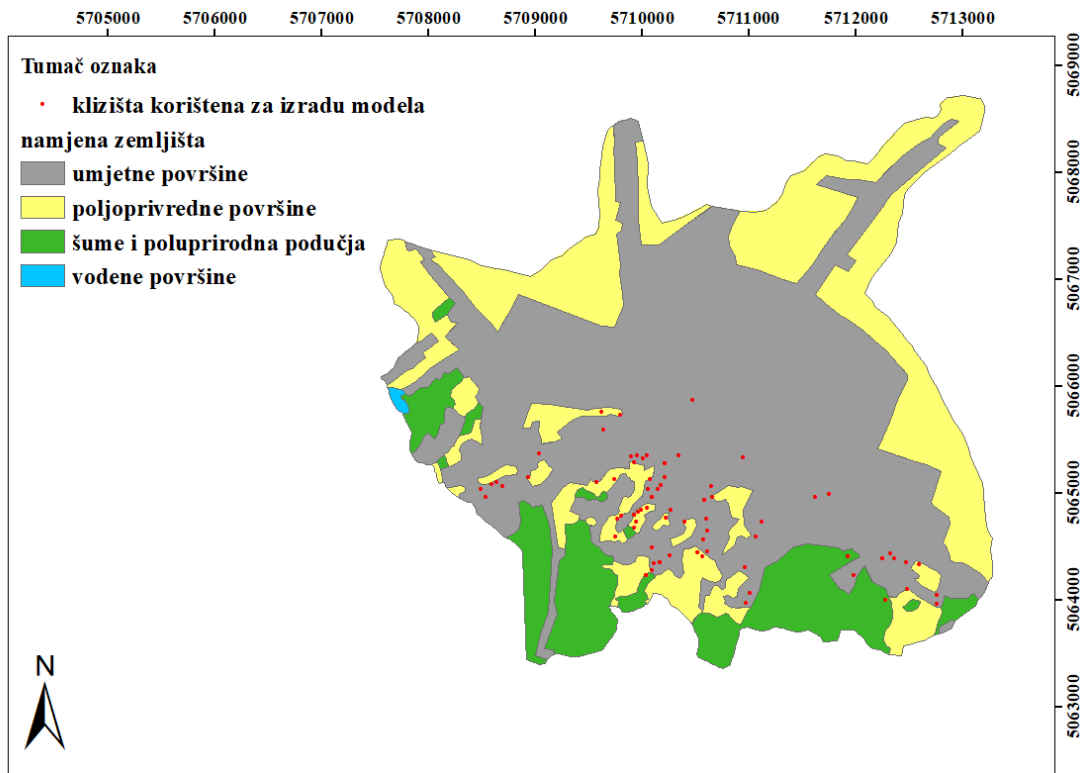 5705000 5706000 5707000 5708000 5709000 5710000 5711000 5712000 5713000
Tumač oznaka
klizišta korištena za izradu modela
namjena zemljišta
umjetne površine
poljoprivredne površine
šume i poluprirodna područja
vodene površine
5069000
5068000
5067000
5066000
5065000
5064000
5063000
N